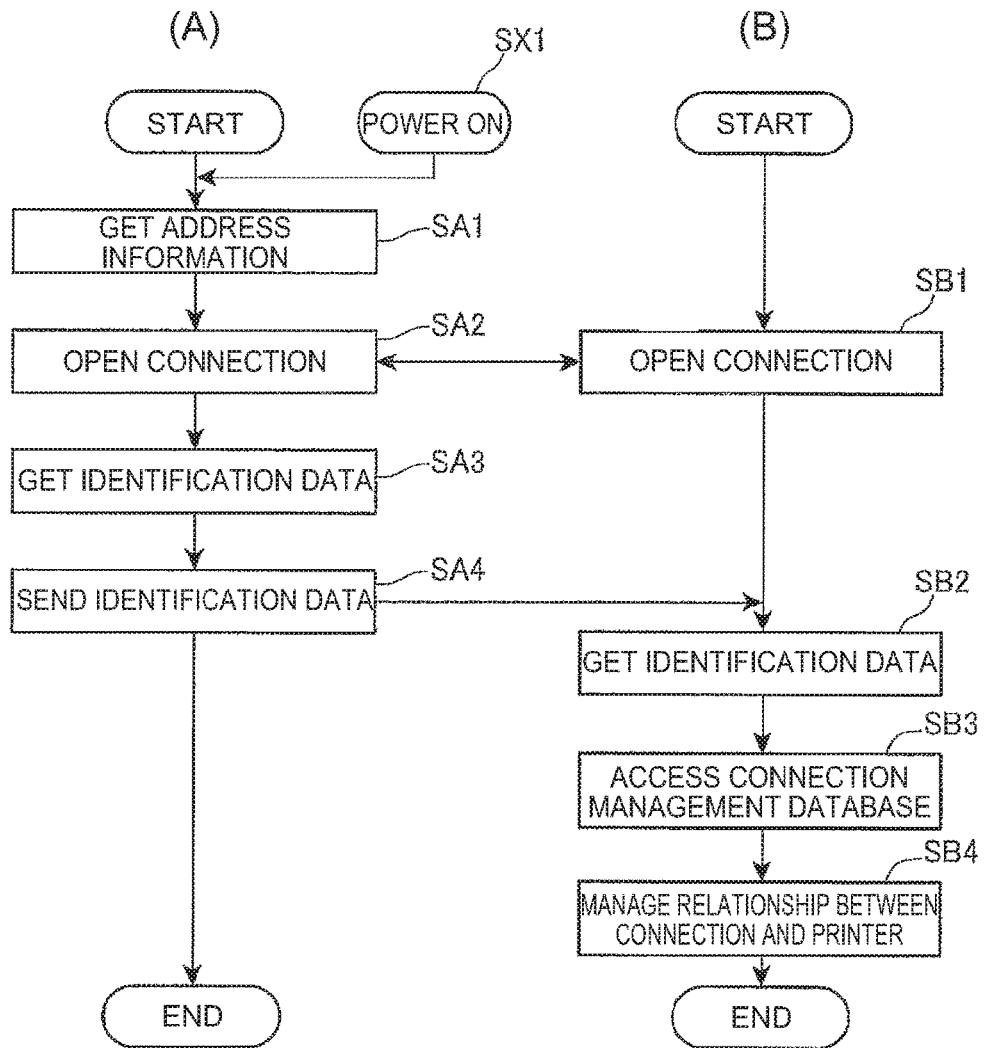 (A)
(B)
SX1
START
POWER ON
START
GET ADDRESS
INFORMATION
SA1
SB1
SA2
OPEN CONNECTION
OPEN CONNECTION
SA3
GET IDENTIFICATION DATA
SA4
SEND IDENTIFICATION DATA
SB2
GET IDENTIFICATION DATA
SB3
ACCESS CONNECTION
MANAGEMENT DATABASE
SB4
MANAGE RELATIONSHIP BETWEEN
CONNECTION AND PRINTER
END
END